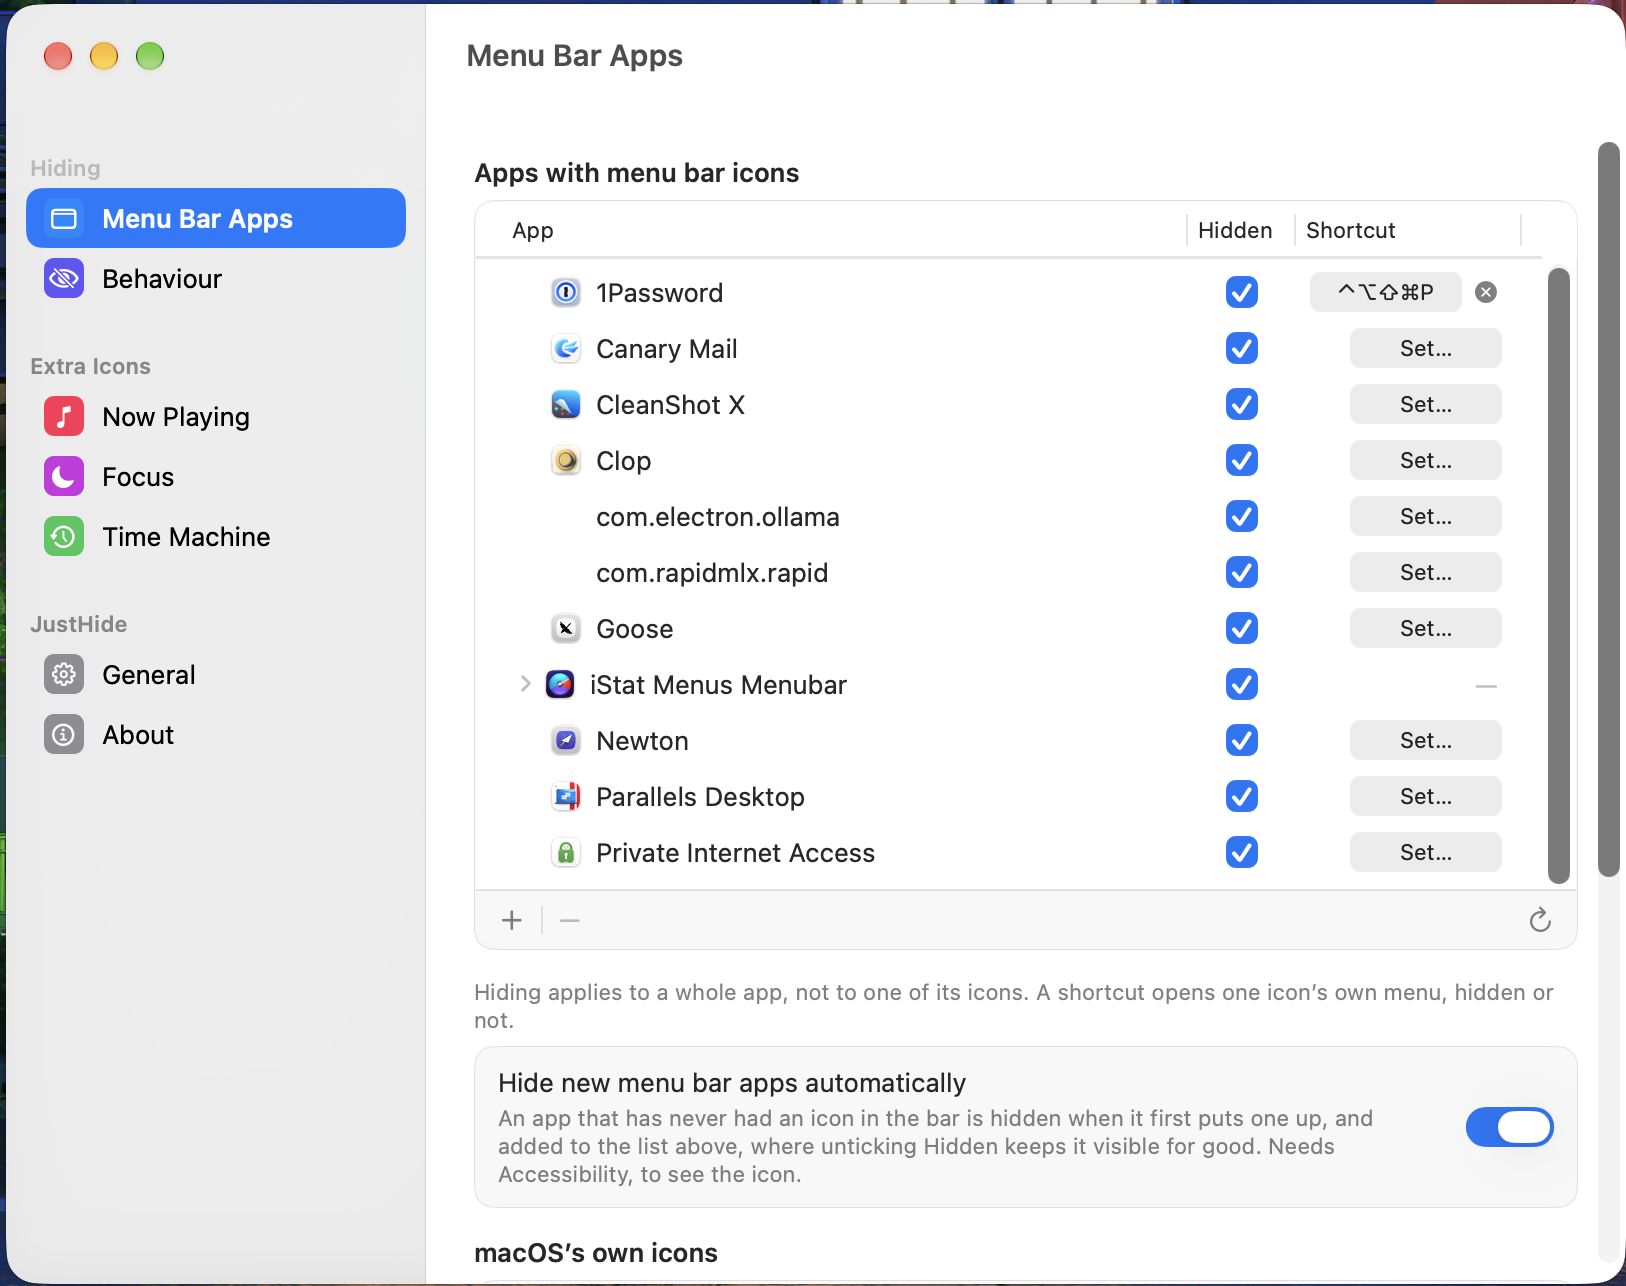 Menu Bar Apps
Hiding
Menu Bar Apps
Behaviour
Extra Icons
Now Playing
Focus
Time Machine
JustHide
General
About
Apps with menu bar icons
App Hidden Shortcut
1Password ⌃⌥⇧⌘P
Canary Mail Set...
CleanShot X Set...
Clop Set...
com.electron.ollama Set...
com.rapidmlx.rapid Set...
Goose Set...
iStat Menus Menubar —
Newton Set...
Parallels Desktop Set...
Private Internet Access Set...
Hiding applies to a whole app, not to one of its icons. A shortcut opens one icon’s own menu, hidden or
not.
Hide new menu bar apps automatically
An app that has never had an icon in the bar is hidden when it first puts one up, and
added to the list above, where unticking Hidden keeps it visible for good. Needs
Accessibility, to see the icon.
macOS’s own icons